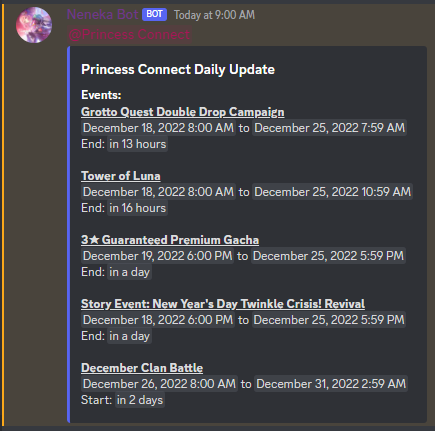 Neneka Bot BOT Today at 9:00 AM
@Princess Connect
Princess Connect Daily Update
Events:
Grotto Quest Double Drop Campaign
December 18, 2022 8:00 AM to December 25, 2022 7:59 AM
End: in 13 hours
Tower of Luna
December 18, 2022 8:00 AM to December 25, 2022 10:59 AM
End: in 16 hours
3★ Guaranteed Premium Gacha
December 19, 2022 6:00 PM to December 25, 2022 5:59 PM
End: in a day
Story Event: New Year's Day Twinkle Crisis! Revival
December 18, 2022 6:00 PM to December 25, 2022 5:59 PM
End: in a day
December Clan Battle
December 26, 2022 8:00 AM to December 31, 2022 2:59 AM
Start: in 2 days